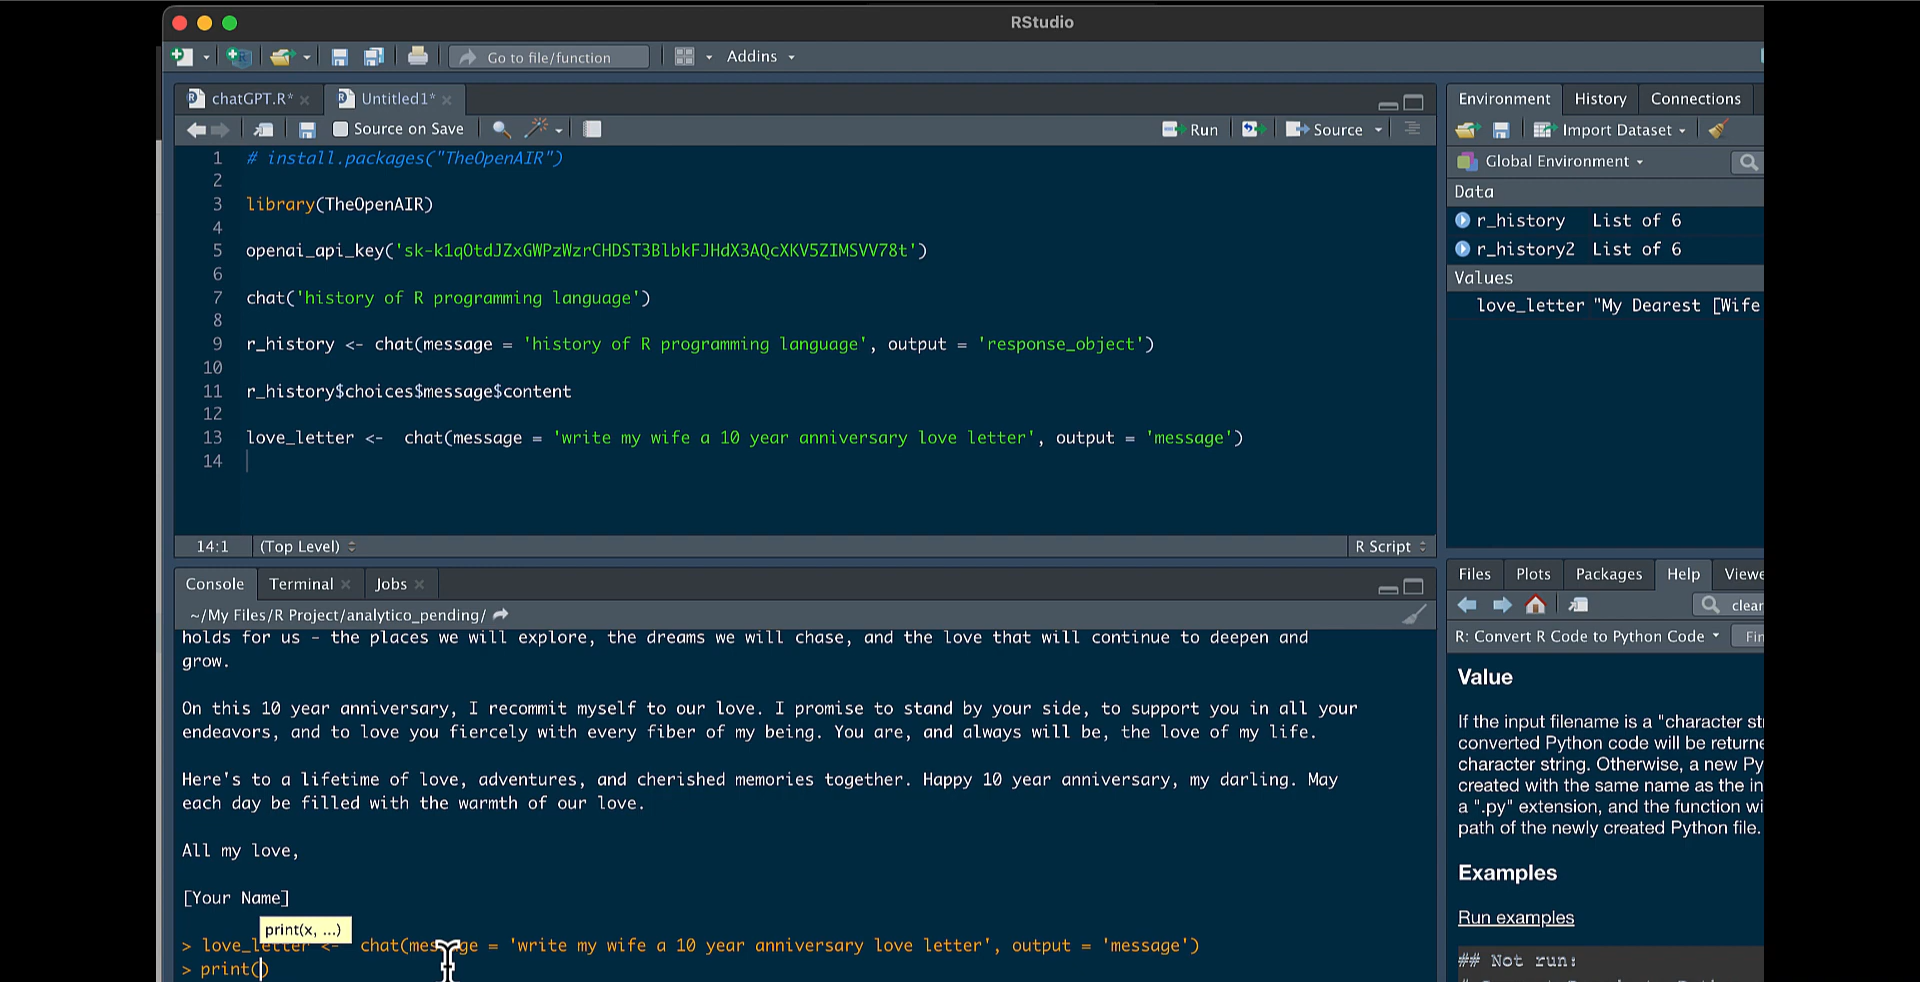 RStudio
Go to file/function
Addins
chatGPT.R*
Untitled1*
Source on Save
Run
Source
1 # install.packages("TheOpenAIR")
2
3 library(TheOpenAIR)
4
5 openai_api_key('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')
6
7 chat('history of R programming language')
8
9 r_history <- chat(message = 'history of R programming language', output = 'response_object')
10
11 r_history$choices$message$content
12
13 love_letter <-  chat(message = 'write my wife a 10 year anniversary love letter', output = 'message')
14
14:1 (Top Level)
R Script
Console
Terminal
Jobs
~/My Files/R Project/analytico_pending/
holds for us - the places we will explore, the dreams we will chase, and the love that will continue to deepen and
grow.
On this 10 year anniversary, I recommit myself to our love. I promise to stand by your side, to support you in all your
endeavors, and to love you fiercely with every fiber of my being. You are, and always will be, the love of my life.
Here's to a lifetime of love, adventures, and cherished memories together. Happy 10 year anniversary, my darling. May
each day be filled with the warmth of our love.
All my love,
[Your Name]
print(x, ...)
> love_letter <-  chat(message = 'write my wife a 10 year anniversary love letter', output = 'message')
> print()
Environment
History
Connections
Import Dataset
Global Environment
Data
r_history List of 6
r_history2 List of 6
Values
love_letter "My Dearest [Wife
Files
Plots
Packages
Help
Viewe
clear
R: Convert R Code to Python Code
Fin
Value
If the input filename is a "character st
converted Python code will be returne
character string. Otherwise, a new Py
created with the same name as the in
a ".py" extension, and the function wi
path of the newly created Python file.
Examples
Run examples
## Not run: